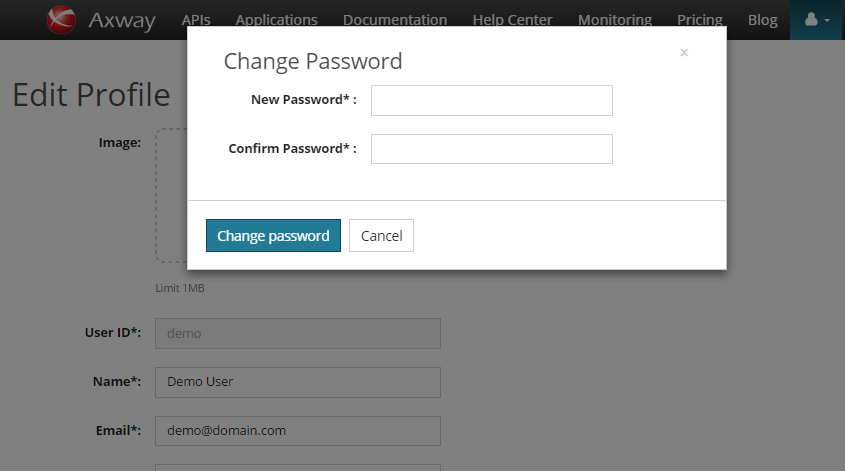 Axway APIs Applications Documentation Help Center Monitoring Pricing Blog
Change Password ×
Edit Profile
New Password* :
Confirm Password* :
Image:
Change password Cancel
Limit 1MB
User ID*: demo
Name*: Demo User
Email*: demo@domain.com